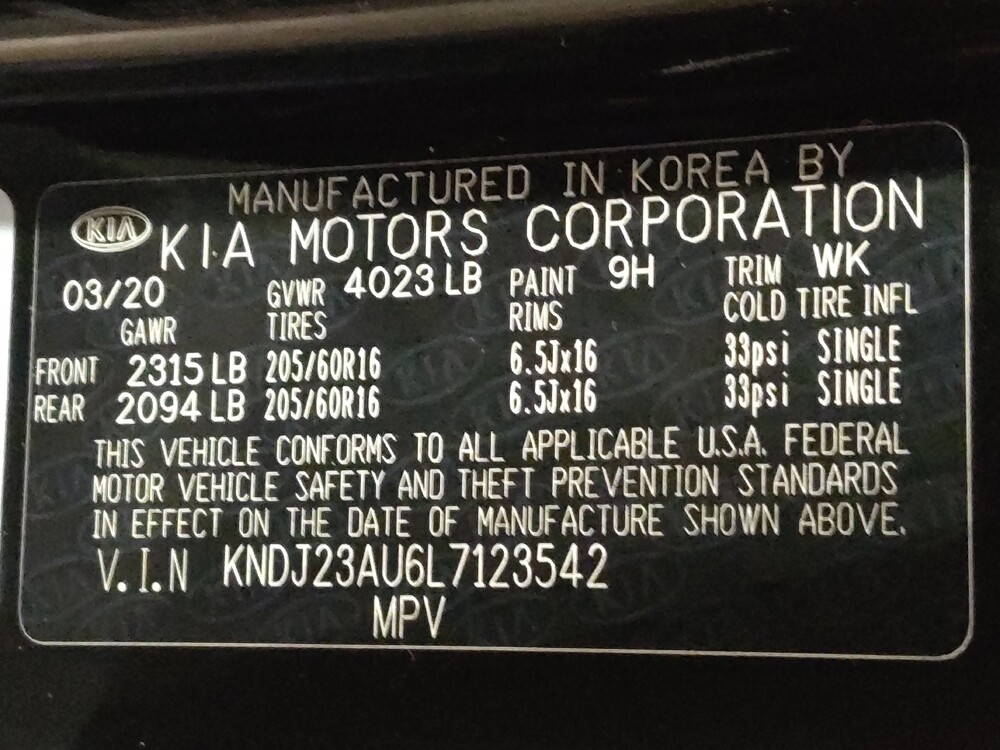 MANUFACTURED IN KOREA BY
KIA KIA MOTORS CORPORATION
03/20 GVWR 4023 LB PAINT 9H TRIM WK
GAWR TIRES RIMS COLD TIRE INFL
FRONT 2315 LB 205/60R16 6.5Jx16 33psi SINGLE
REAR 2094 LB 205/60R16 6.5Jx16 33psi SINGLE
THIS VEHICLE CONFORMS TO ALL APPLICABLE U.S.A. FEDERAL
MOTOR VEHICLE SAFETY AND THEFT PREVENTION STANDARDS
IN EFFECT ON THE DATE OF MANUFACTURE SHOWN ABOVE.
V.I.N KNDJ23AU6L7123542
MPV